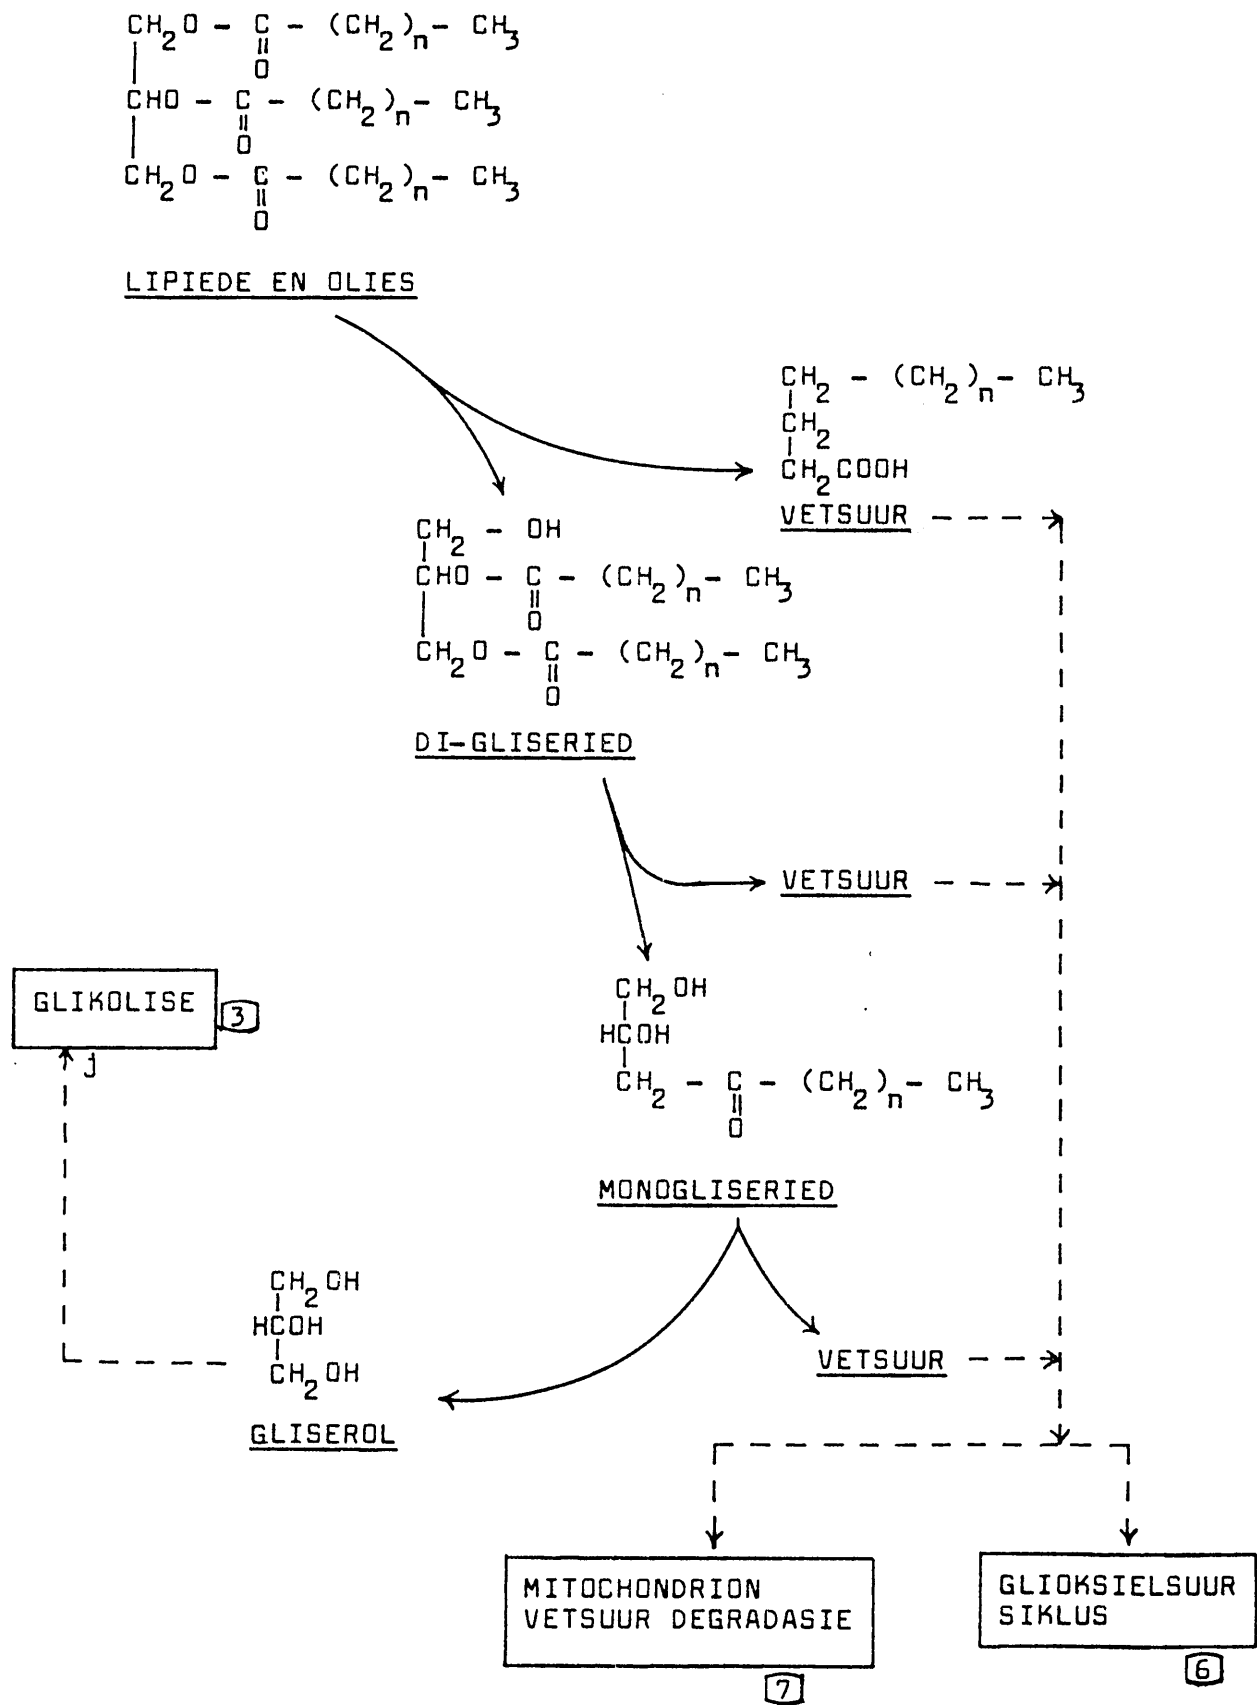 CH2O - C - (CH2)n - CH3
O
CHO - C - (CH2)n - CH3
O
CH2O - C - (CH2)n - CH3
O
LIPIEDE EN OLIES
CH2 - (CH2)n - CH3
CH2
CH2COOH
VETSUUR
CH2 - OH
CHO - C - (CH2)n - CH3
O
CH2O - C - (CH2)n - CH3
O
DI-GLISERIED
VETSUUR
CH2OH
HCOH
CH2 - C - (CH2)n - CH3
O
MONOGLISERIED
GLIKOLISE
3
j
CH2OH
HCOH
CH2OH
GLISEROL
VETSUUR
MITOCHONDRION
VETSUUR DEGRADASIE
7
GLIOKSIELSUUR
SIKLUS
6